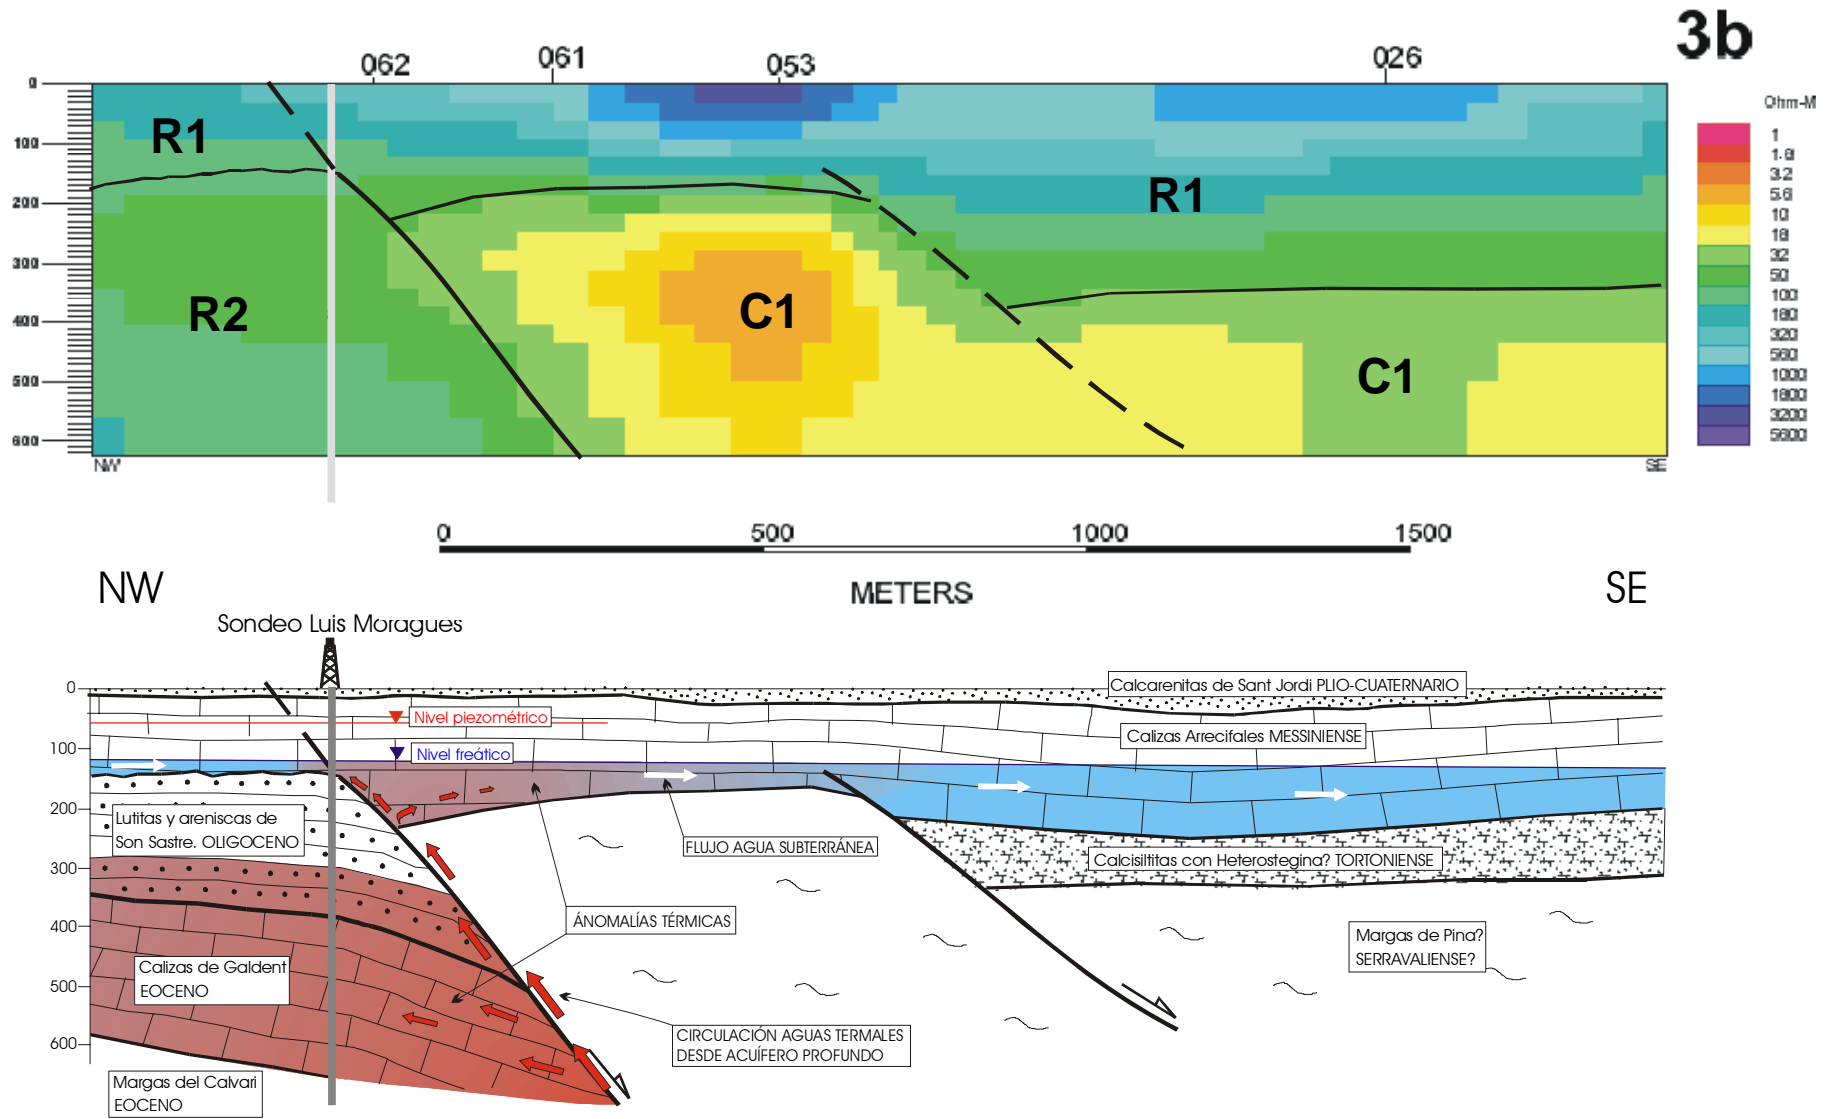 3b
062 061 053 026
0
100
200
300
400
500
600
NW SE
R1
R2
C1
R1
C1
Ohm-M
1
1.8
3.2
5.6
10
18
32
50
100
180
320
560
1000
1800
3200
5600
0 500 1000 1500
METERS
NW SE
Sondeo Luis Moragues
0
100
200
300
400
500
600
Calcarenitas de Sant Jordi PLIO-CUATERNARIO
Nivel piezométrico
Calizas Arrecifales MESSINIENSE
Nivel freático
Lutitas y areniscas de
Son Sastre. OLIGOCENO
FLUJO AGUA SUBTERRÁNEA
Calcisiltitas con Heterostegina? TORTONIENSE
ÁNOMALÍAS TÉRMICAS
Margas de Pina?
SERRAVALIENSE?
Calizas de Galdent
EOCENO
CIRCULACIÓN AGUAS TERMALES
DESDE ACUÍFERO PROFUNDO
Margas del Calvari
EOCENO